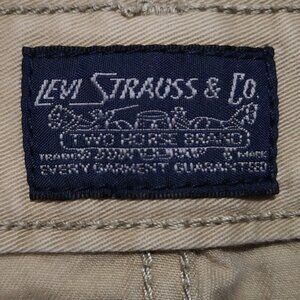 LEVI STRAUSS & CO.
TWO HORSE BRAND
TRADE MARK
EVERY GARMENT GUARANTEED